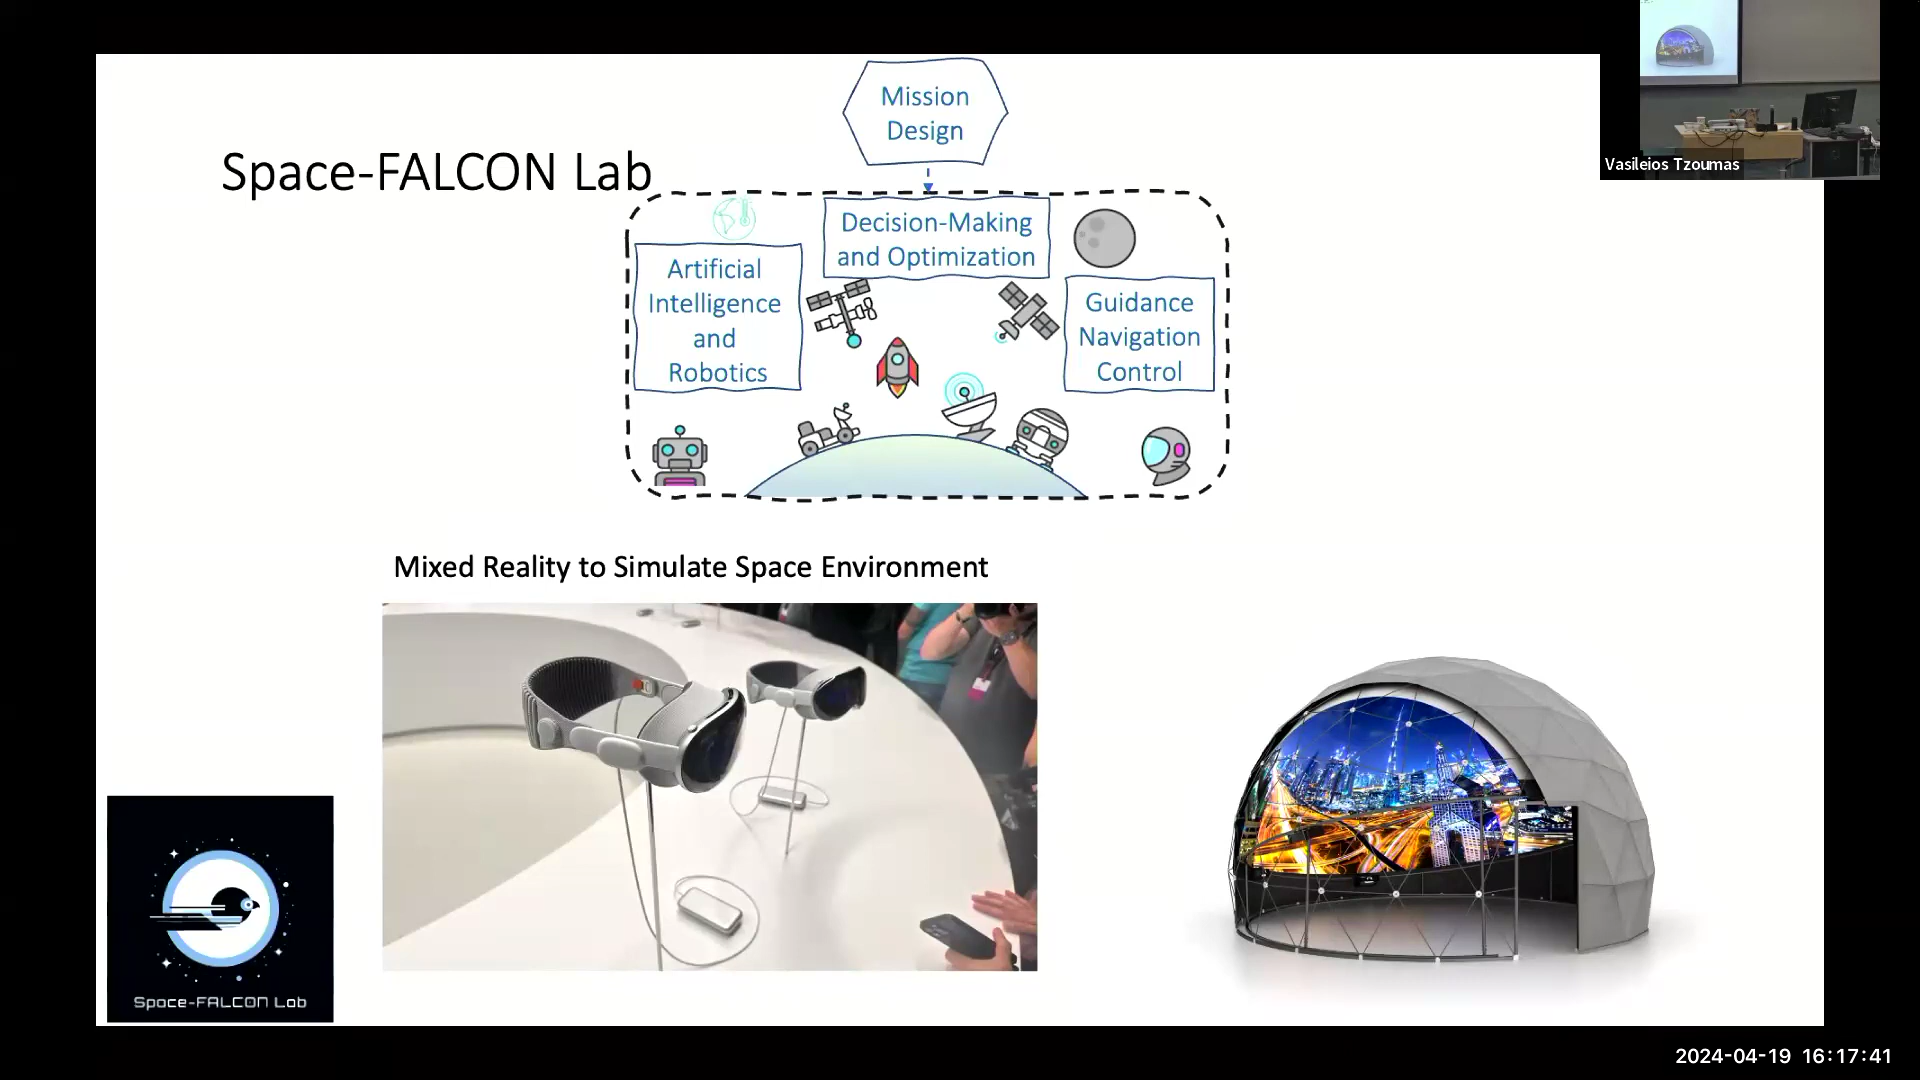 Mission
Design
Space-FALCON Lab
Decision-Making
and Optimization
Artificial
Intelligence
and
Robotics
Guidance
Navigation
Control
Mixed Reality to Simulate Space Environment
Space-FALCON Lab
Vasileios Tzoumas
2024-04-19 16:17:41